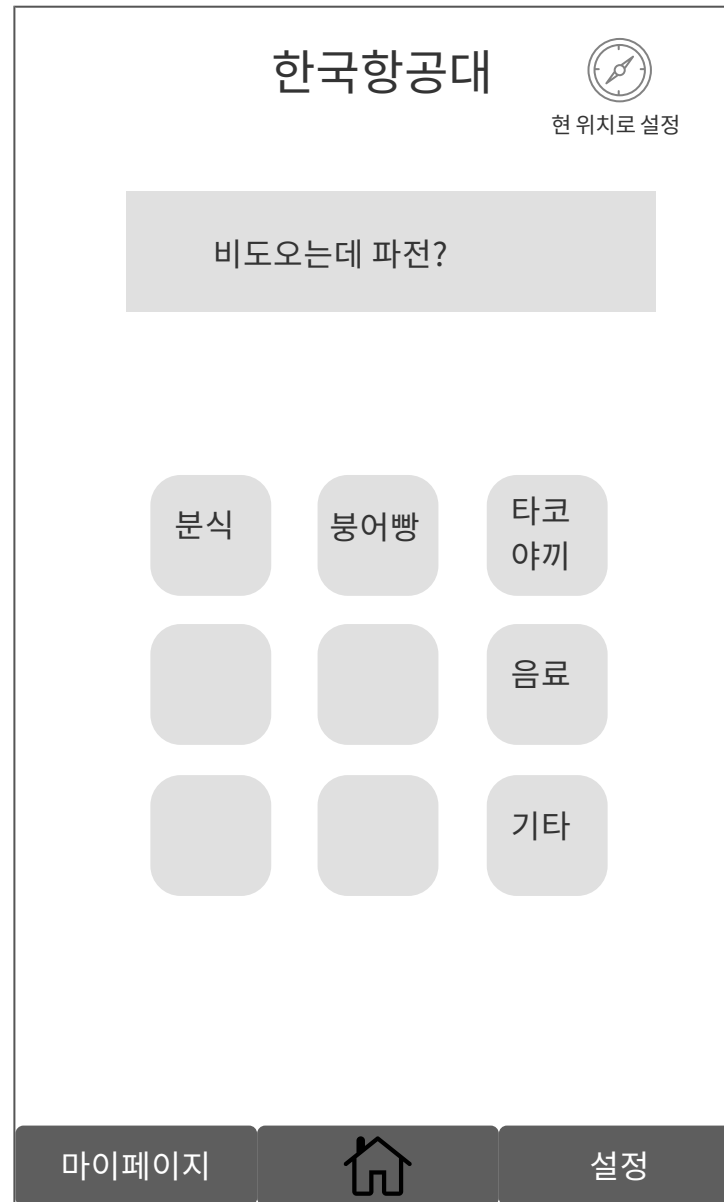 한국항공대
현 위치로 설정
비도오는데 파전?
분식
붕어빵
타코
야끼
음료
기타
마이페이지
설정